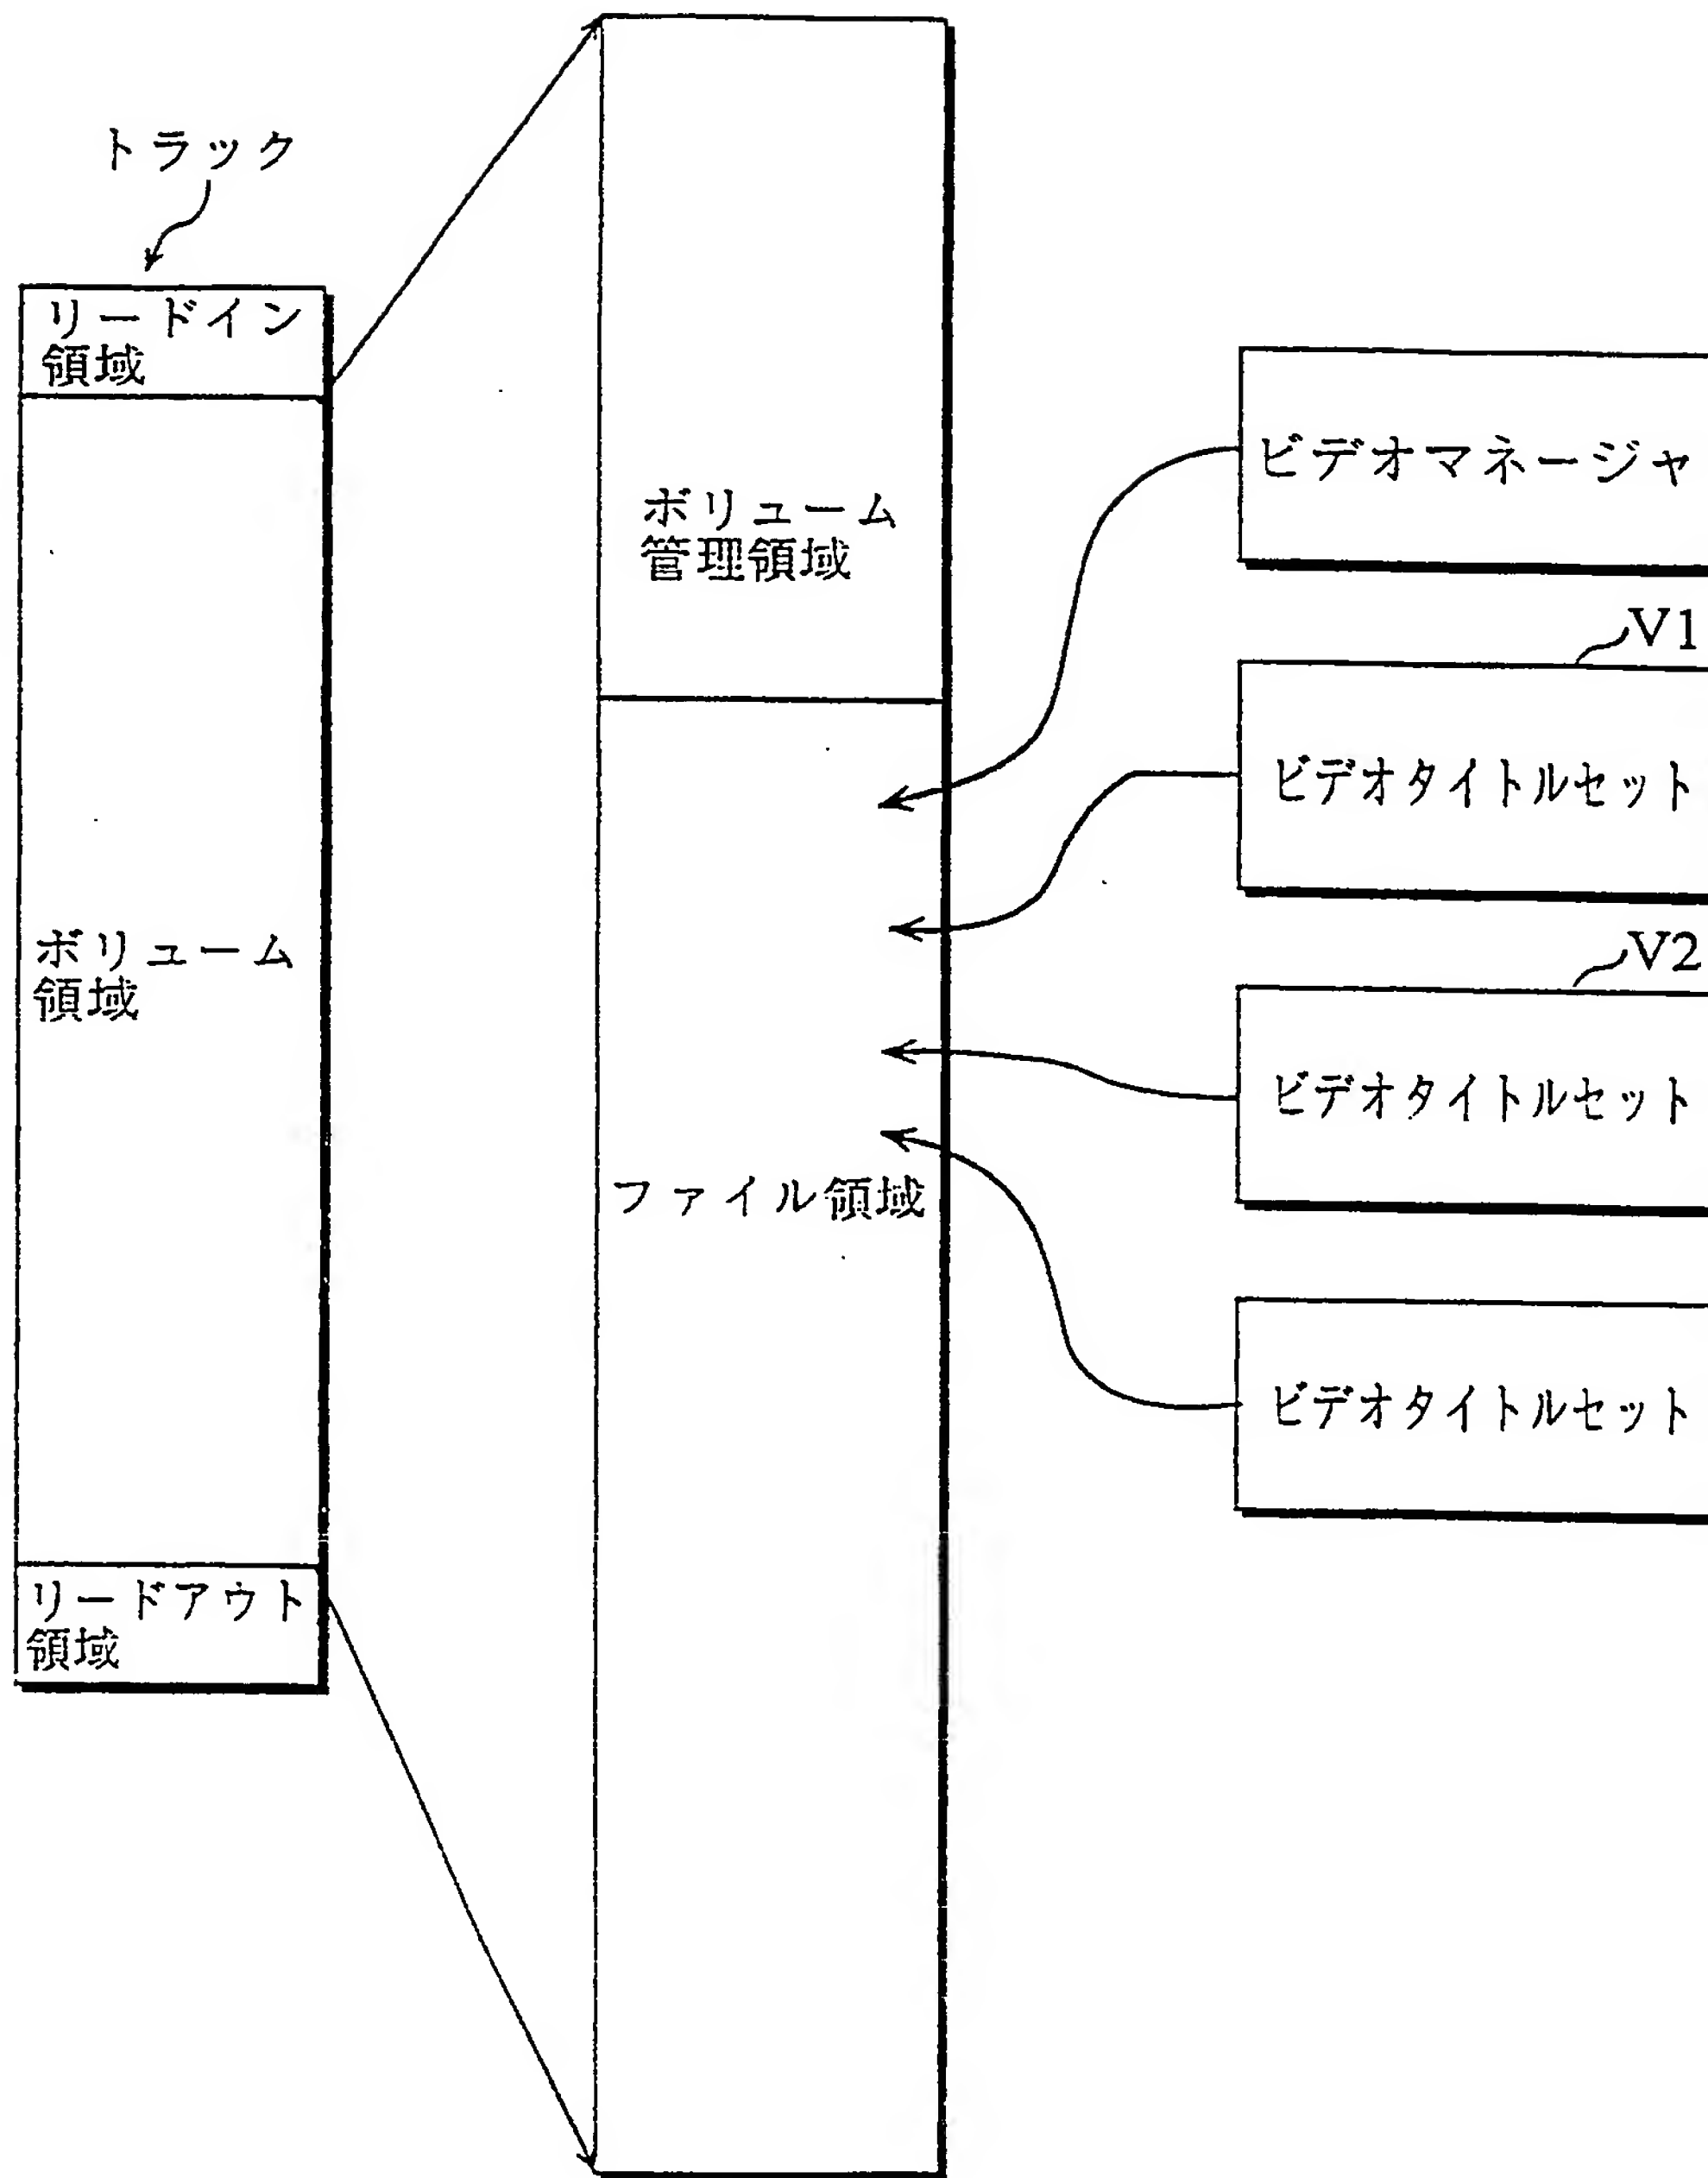 トラック
リードイン
領域
ボリューム
領域
リードアウト
領域
ボリューム
管理領域
ファイル領域
ビデオマネージャ
V1
ビデオタイトルセット
V2
ビデオタイトルセット
ビデオタイトルセット